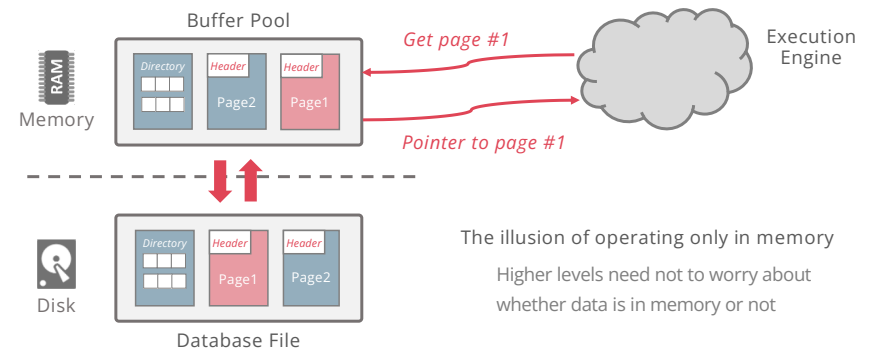 Buffer Pool
Get page #1
Execution
Engine
RAM
Directory
Header
Header
Page2
Page1
Memory
Pointer to page #1
Directory
Header
Header
Page1
Page2
The illusion of operating only in memory
Higher levels need not to worry about
whether data is in memory or not
Disk
Database File